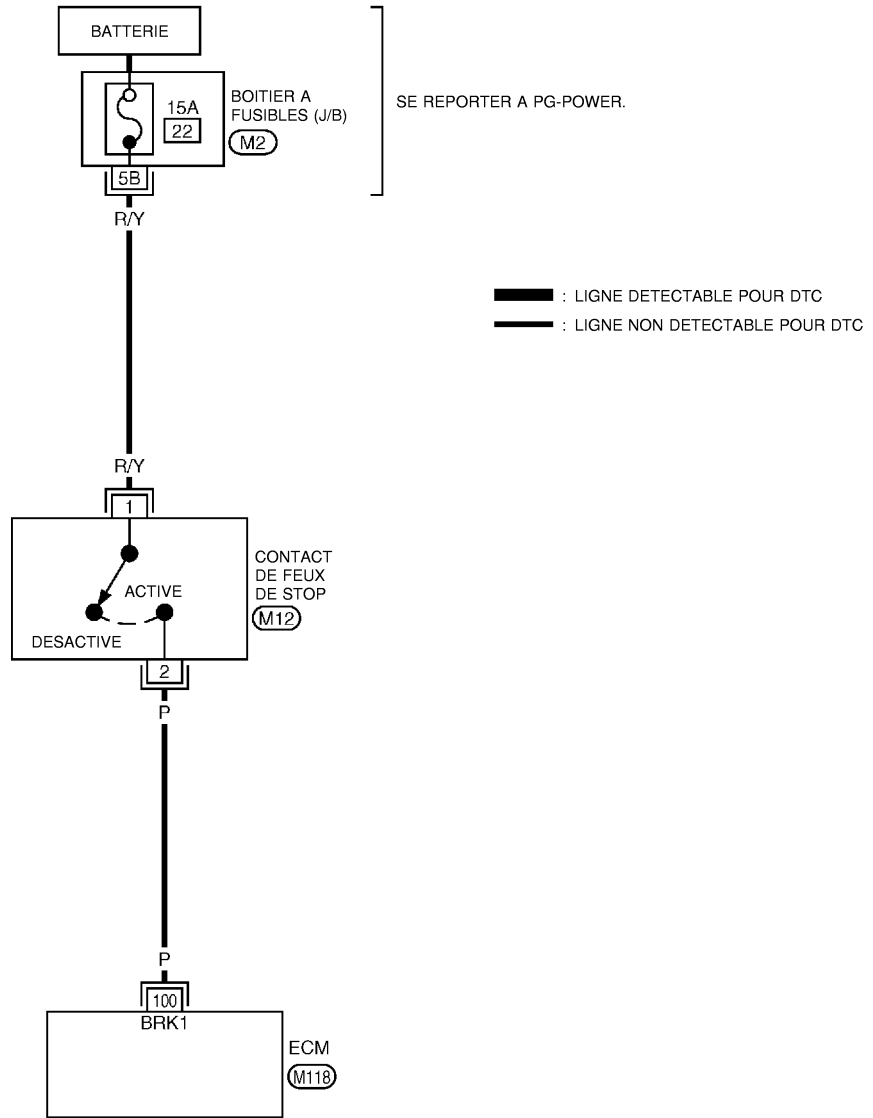 BATTERIE
15A
22
BOITIER A
FUSIBLES (J/B)
M2
SE REPORTER A PG-POWER.
5B
R/Y
: LIGNE DETECTABLE POUR DTC
: LIGNE NON DETECTABLE POUR DTC
R/Y
1
CONTACT
DE FEUX
DE STOP
M12
ACTIVE
DESACTIVE
2
P
P
100
BRK1
ECM
M118